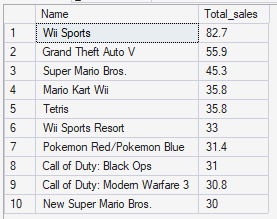 Name Total_sales
1 Wii Sports 82.7
2 Grand Theft Auto V 55.9
3 Super Mario Bros. 45.3
4 Mario Kart Wii 35.8
5 Tetris 35.8
6 Wii Sports Resort 33
7 Pokemon Red/Pokemon Blue 31.4
8 Call of Duty: Black Ops 31
9 Call of Duty: Modern Warfare 3 30.8
10 New Super Mario Bros. 30